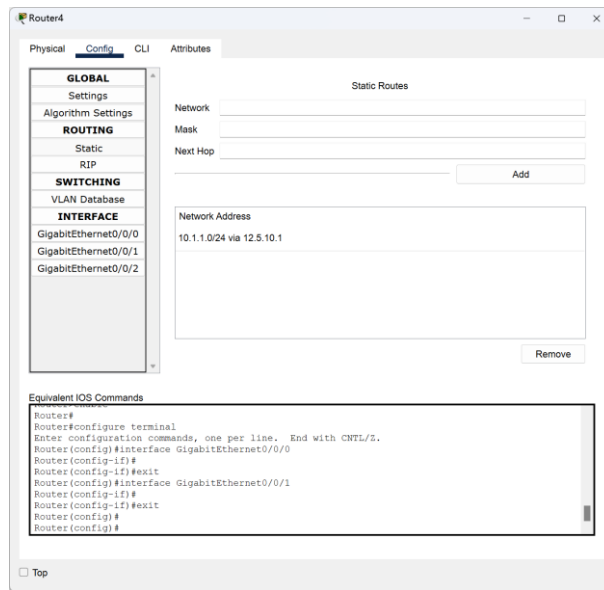 Router4
Physical Config CLI Attributes
GLOBAL
Settings
Algorithm Settings
ROUTING
Static
RIP
SWITCHING
VLAN Database
INTERFACE
GigabitEthernet0/0/0
GigabitEthernet0/0/1
GigabitEthernet0/0/2
Static Routes
Network
Mask
Next Hop
Add
Network Address
10.1.1.0/24 via 12.5.10.1
Remove
Equivalent IOS Commands
Router>enable
Router#
Router#configure terminal
Enter configuration commands, one per line. End with CNTL/Z.
Router(config)#interface GigabitEthernet0/0/0
Router(config-if)#
Router(config-if)#exit
Router(config)#interface GigabitEthernet0/0/1
Router(config-if)#
Router(config-if)#exit
Router(config)#
Router(config)#
Top